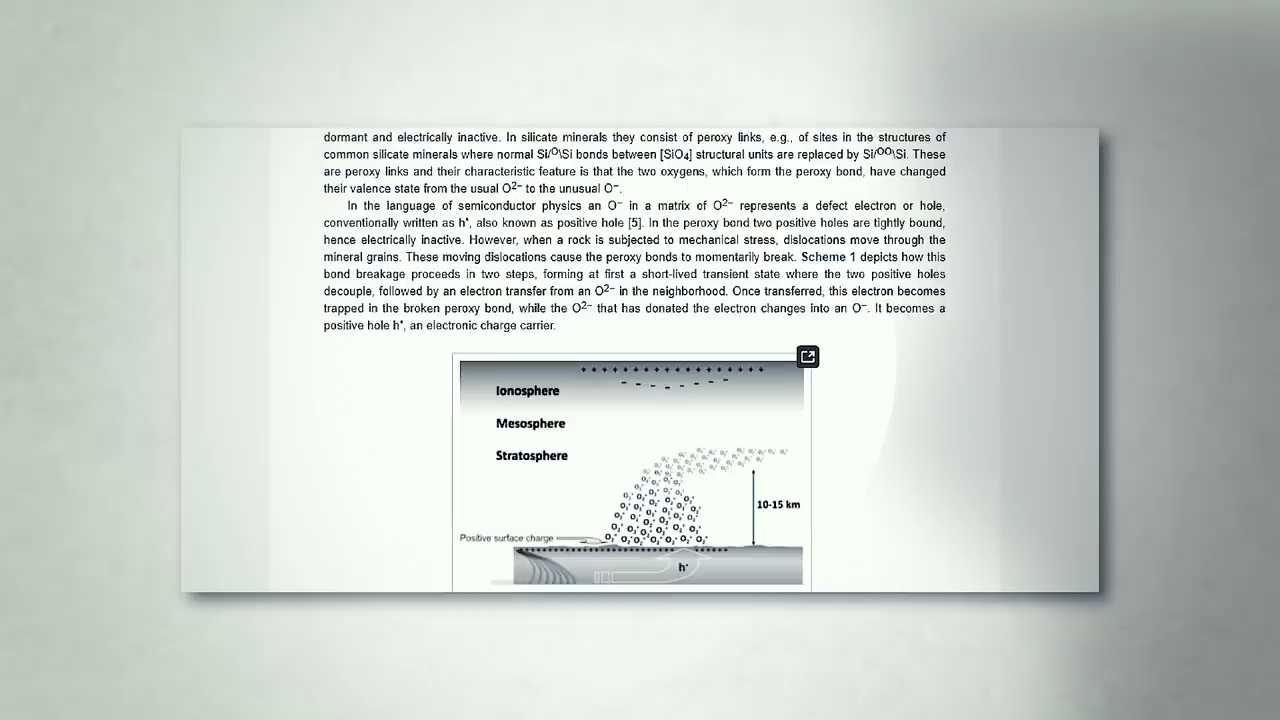 dormant and electrically inactive. In silicate minerals they consist of peroxy links, e.g., of sites in the structures of
common silicate minerals where normal Si/O\Si bonds between [SiO4] structural units are replaced by Si/OO\Si. These
are peroxy links and their characteristic feature is that the two oxygens, which form the peroxy bond, have changed
their valence state from the usual O2− to the unusual O−.
In the language of semiconductor physics an O− in a matrix of O2− represents a defect electron or hole,
conventionally written as h•, also known as positive hole [5]. In the peroxy bond two positive holes are tightly bound,
hence electrically inactive. However, when a rock is subjected to mechanical stress, dislocations move through the
mineral grains. These moving dislocations cause the peroxy bonds to momentarily break. Scheme 1 depicts how this
bond breakage proceeds in two steps, forming at first a short-lived transient state where the two positive holes
decouple, followed by an electron transfer from an O2− in the neighborhood. Once transferred, this electron becomes
trapped in the broken peroxy bond, while the O2− that has donated the electron changes into an O−. It becomes a
positive hole h•, an electronic charge carrier.
Ionosphere
Mesosphere
Stratosphere
10-15 km
Positive surface charge
h•